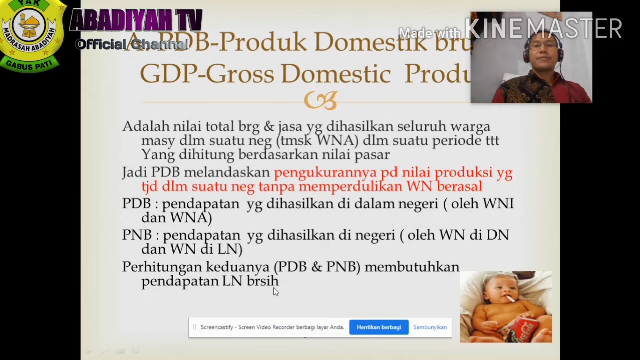 YAK
MADRASAH ABADIYAH
GABUS PATI
ABADIYAH TV
Official Channel
Made with KINEMASTER
A. PDB-Produk Domestik bru
GDP-Gross Domestic Produ
Adalah nilai total brg & jasa yg dihasilkan seluruh warga
masy dlm suatu neg (tmsk WNA) dlm suatu periode ttt
Yang dihitung berdasarkan nilai pasar
Jadi PDB melandaskan pengukurannya pd nilai produksi yg
tjd dlm suatu neg tanpa memperdulikan WN berasal
PDB : pendapatan yg dihasilkan di dalam negeri ( oleh WNI
dan WNA)
PNB : pendapatan yg dihasilkan di negeri ( oleh WN di DN
dan WN di LN)
Perhitungan keduanya (PDB & PNB) membutuhkan
pendapatan LN brsih
Screencastify - Screen Video Recorder berbagi layar Anda.
Hentikan berbagi
Sembunyikan